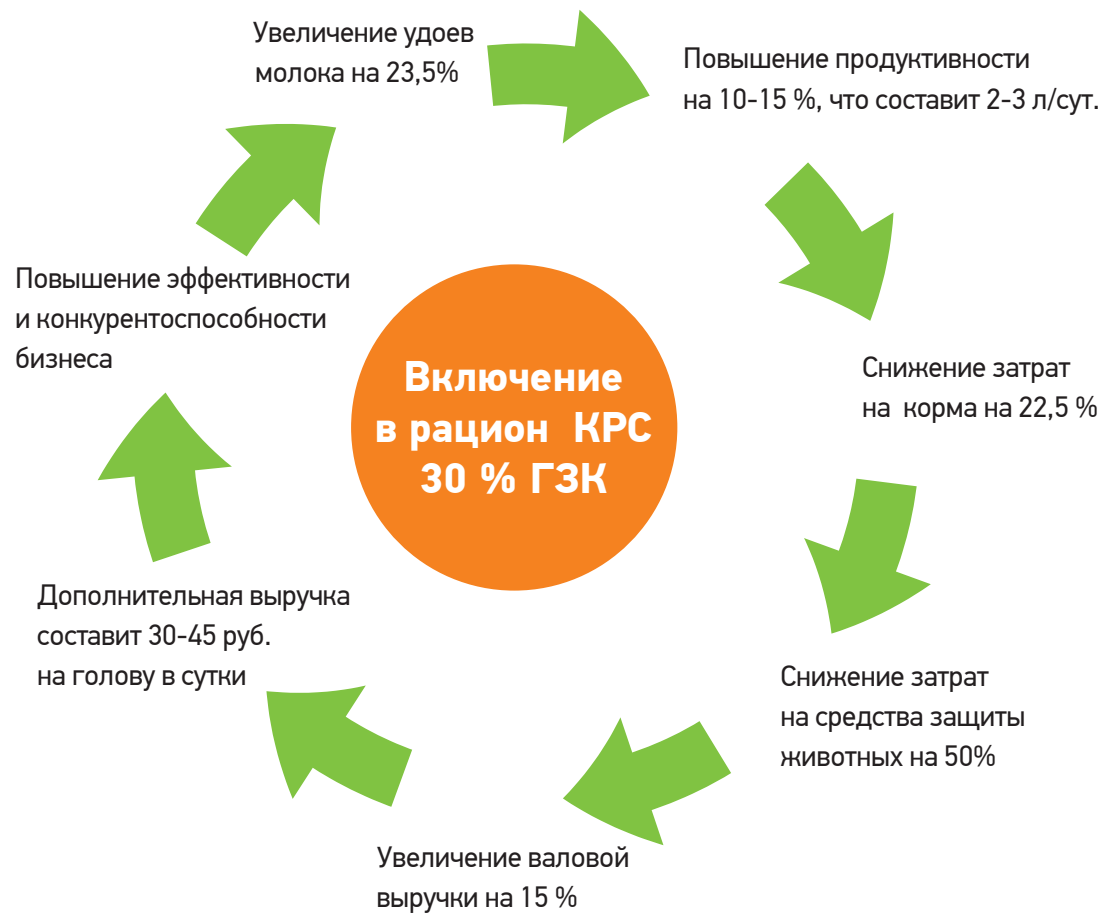 Увеличение удоев
молока на 23,5%
Повышение продуктивности
на 10-15 %, что составит 2-3 л/сут.
Снижение затрат
на корма на 22,5 %
Снижение затрат
на средства защиты
животных на 50%
Увеличение валовой
выручки на 15 %
Дополнительная выручка
составит 30-45 руб.
на голову в сутки
Повышение эффективности
и конкурентоспособности
бизнеса
Включение
в рацион КРС
30 % ГЗК